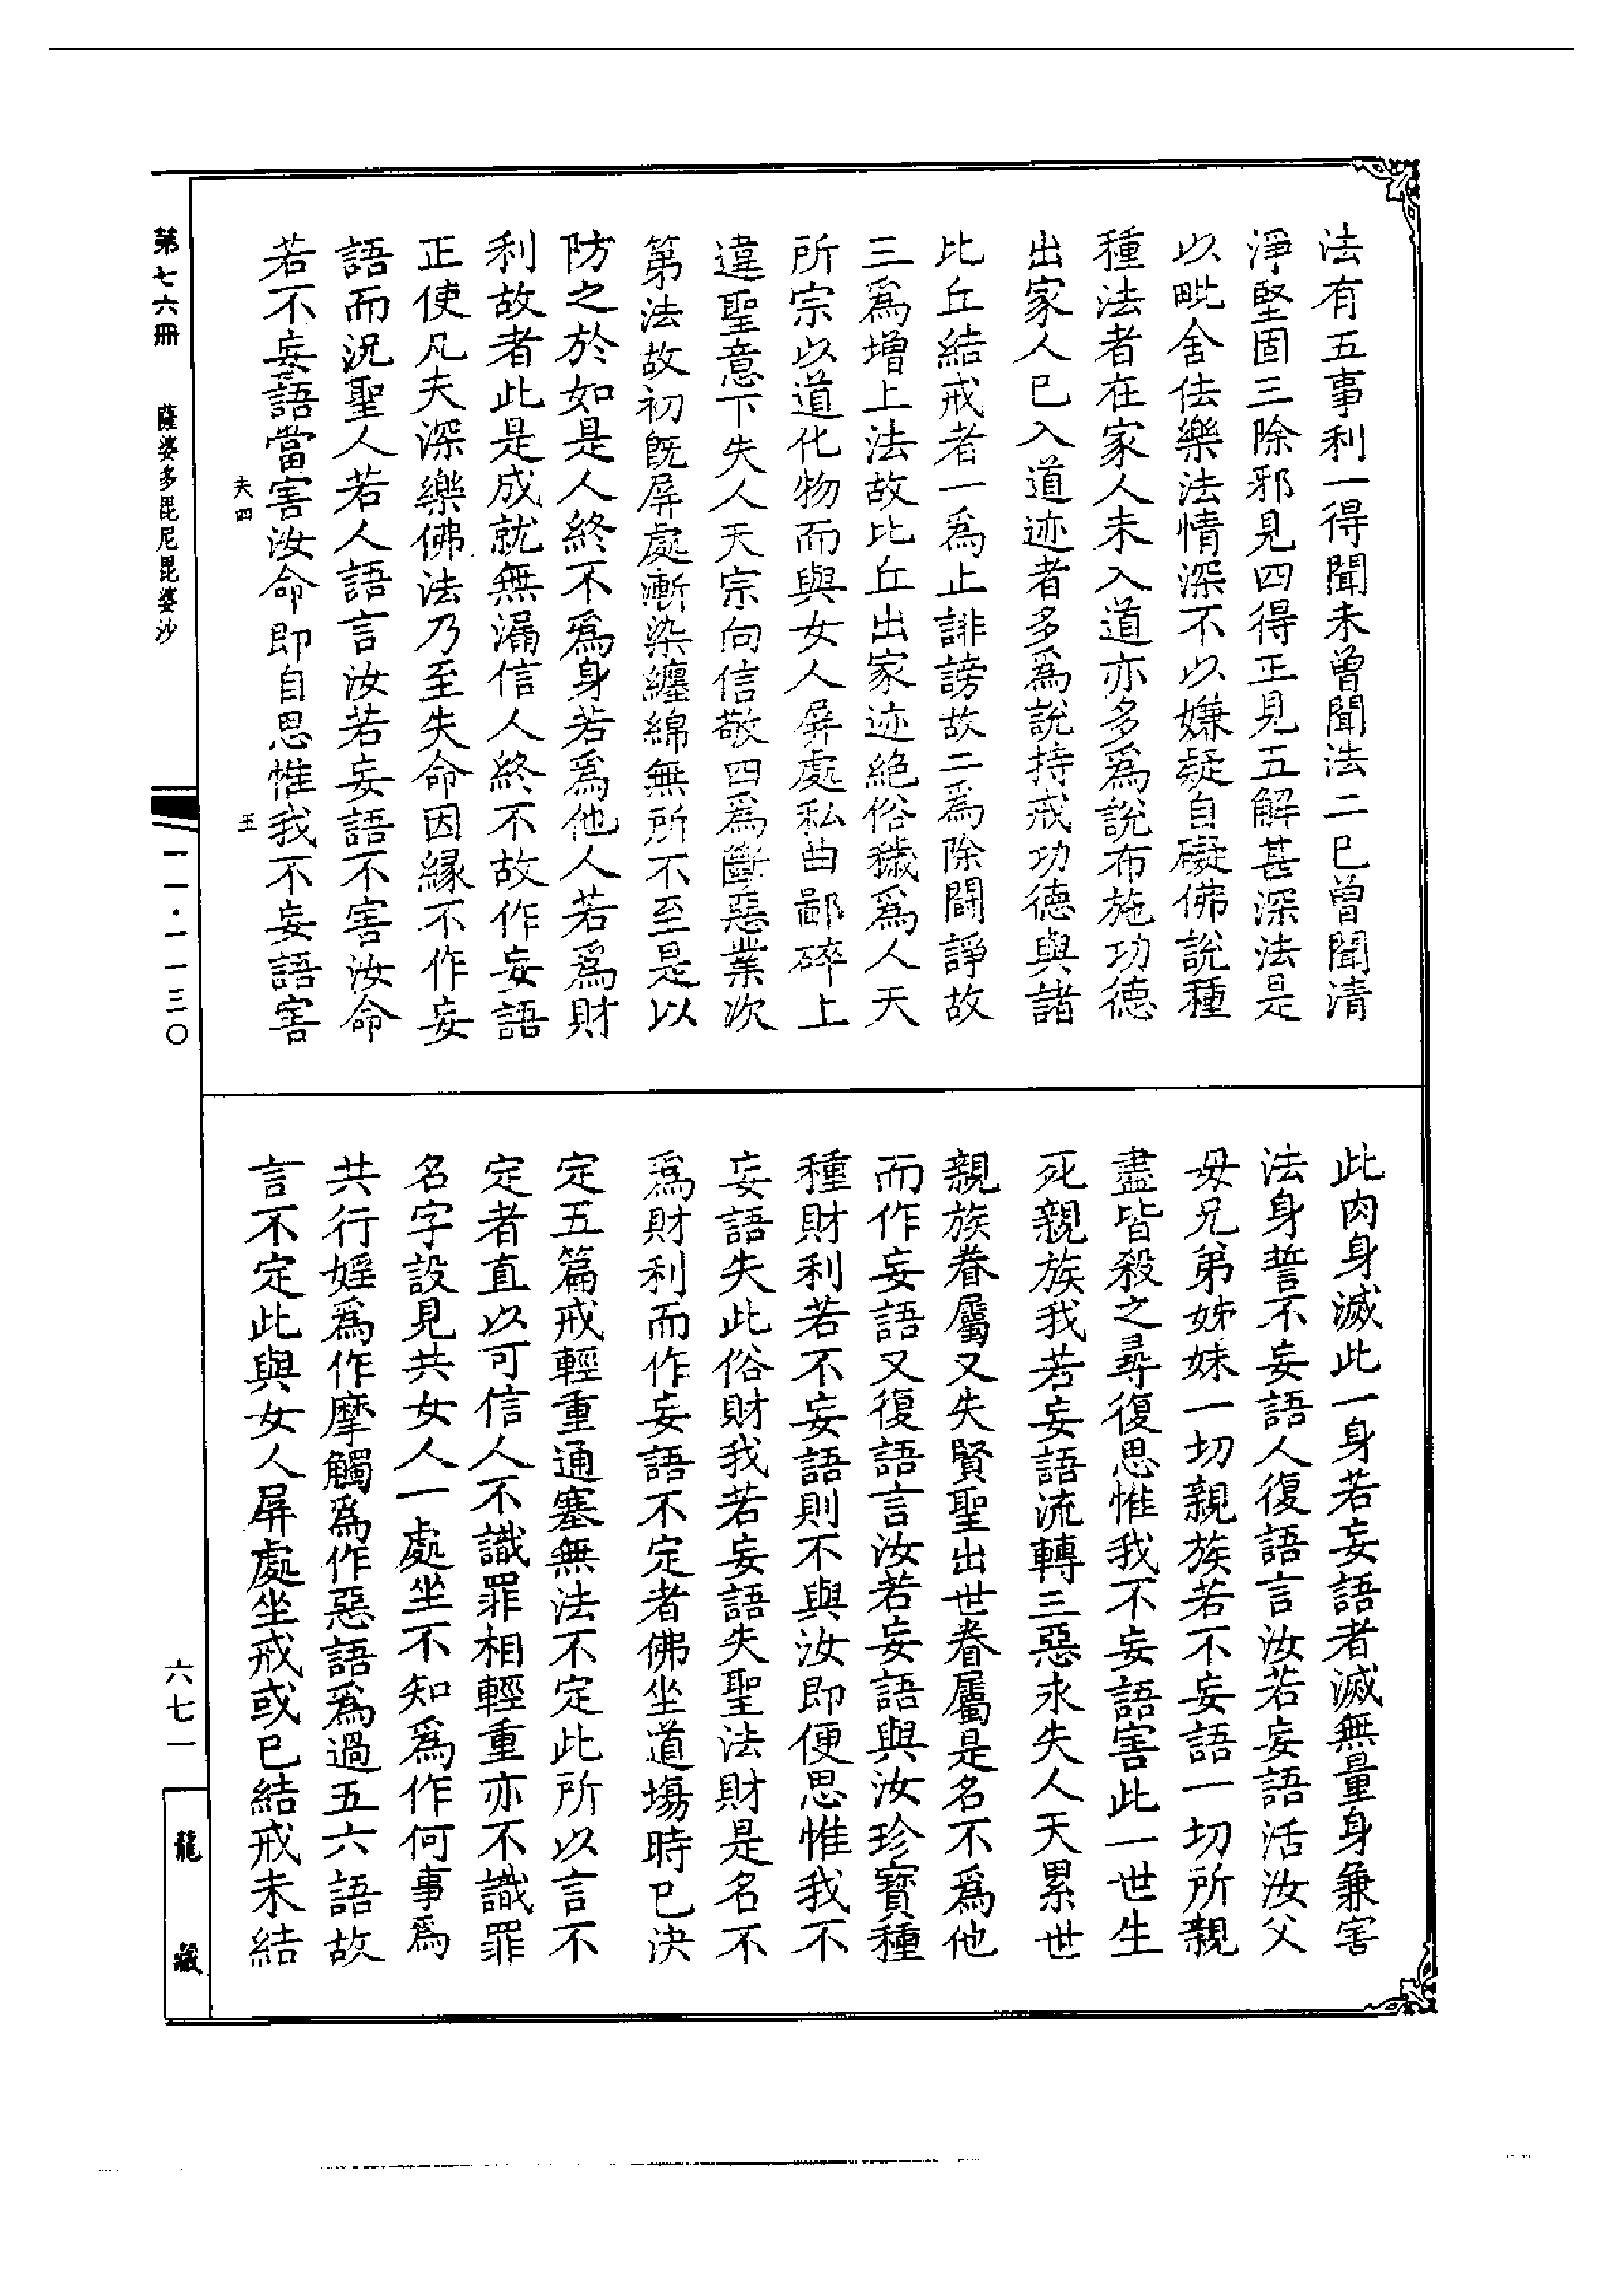 法有五事利一得聞未曾聞法二已曾聞清
淨堅固三除邪見四得正見五解甚深法是
以毗舍佉樂法情深不以嫌疑自礙佛說種
種法者在家人未入道亦多為說布施功德
出家人已入道迹者多為說持戒功德與諸
比丘結戒者一為止誹謗故二為除鬪諍故
三為增上法故比丘出家迹絕俗穢為人天
所宗以道化物而與女人屏處私曲鄙碎上
違聖意下失人天宗向信敬四為斷惡業次
第法故初既屏處漸染纏綿無所不至是以
防之於如是人終不為身若為他人若為財
利故者此是成就無漏信人終不故作妄語
正使凡夫深樂佛法乃至失命因緣不作妄
語而況聖人若人語言汝若妄語不害汝命
若不妄語當害汝命即自思惟我不妄語害
此肉身滅此一身若妄語者滅無量身兼害
法身誓不妄語人復語言汝若妄語活汝父
母兄弟姊妹一切親族若不妄語一切所親
盡皆殺之尋復思惟我不妄語害此一世生
死親族我若妄語流轉三惡永失人天累世
親族眷屬又失賢聖出世眷屬是名不為他
而作妄語又復語言汝若妄語與汝珍寶種
種財利若不妄語則不與汝即便思惟我不
妄語失此俗財我若妄語失聖法財是名不
為財利而作妄語不定者佛坐道場時已決
定五篇戒輕重通塞無法不定此所以言不
定者直以可信人不識罪相輕重亦不識罪
名字設見共女人一處坐不知為作何事為
共行婬為作摩觸為作惡語為過五六語故
言不定此與女人屏處坐戒或已結戒未結
夫四
五
第七六冊
薩婆多毘尼毘婆沙
一一·一一三〇
六七一
龍藏